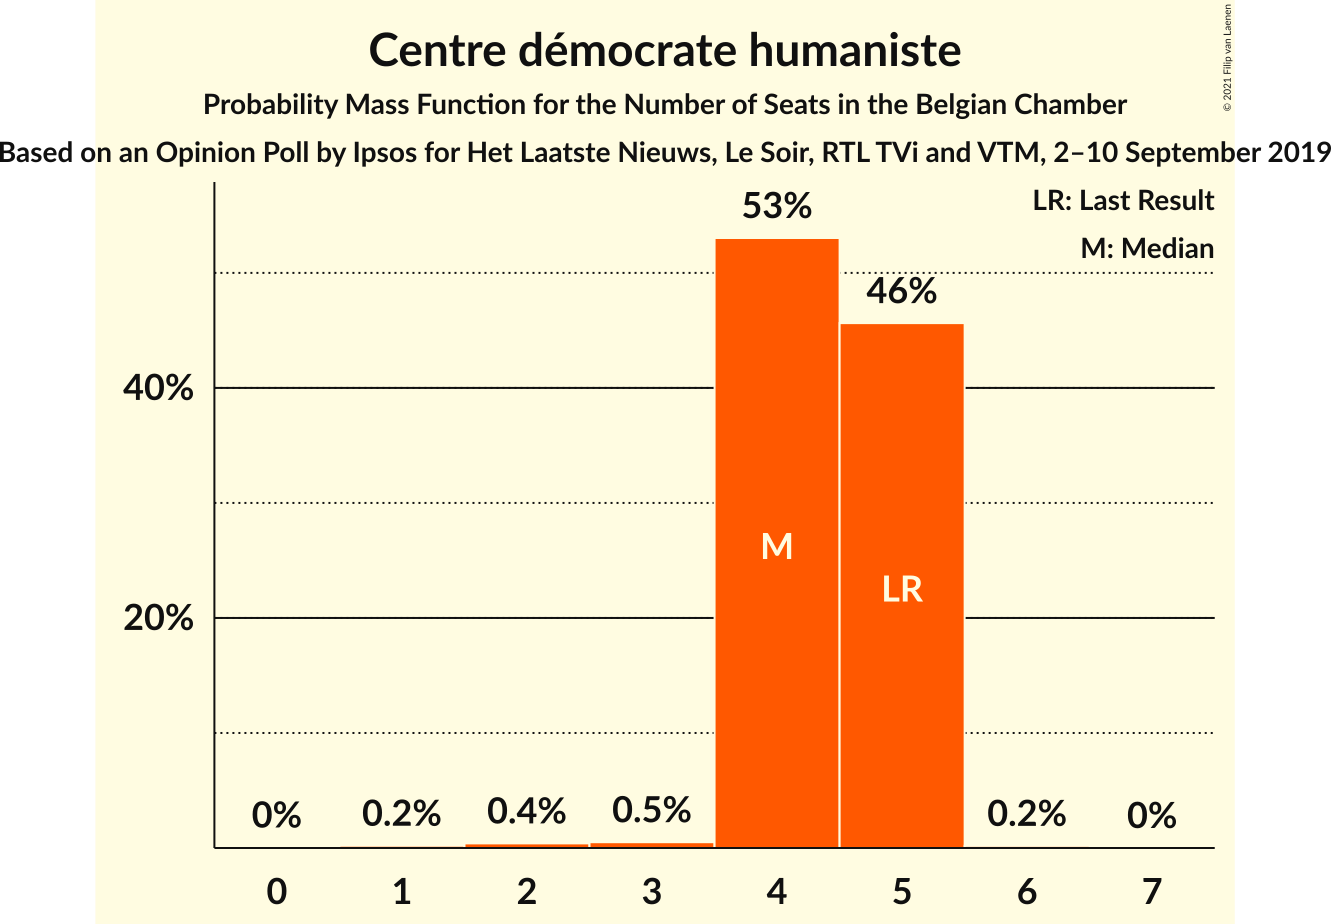 Centre démocrate humaniste
Probability Mass Function for the Number of Seats in the Belgian Chamber
Based on an Opinion Poll by Ipsos for Het Laatste Nieuws, Le Soir, RTL TVi and VTM, 2–10 September 2019
© 2021 Filip van Laenen
LR: Last Result
M: Median
53%
46%
40%
M
LR
20%
0% 0.2% 0.4% 0.5% 0.2% 0%
0 1 2 3 4 5 6 7